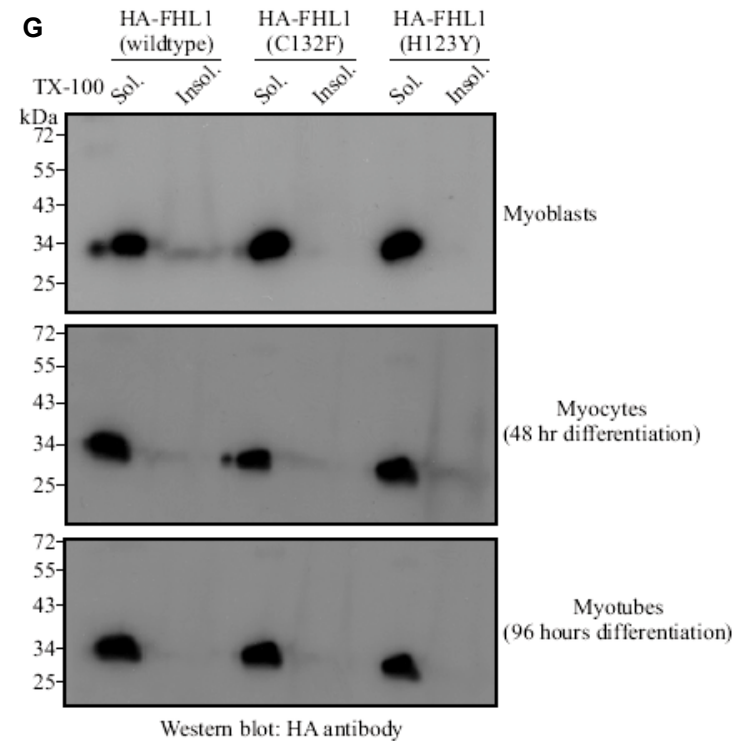 G
HA-FHL1 HA-FHL1 HA-FHL1
(wildtype) (C132F) (H123Y)
TX-100 Sol. Insol. Sol. Insol. Sol. Insol.
kDa
72
55
43
Myoblasts
34
25
72
55
43
Myocytes
(48 hr differentiation)
34
25
72
55
43
Myotubes
(96 hours differentiation)
34
25
Western blot: HA antibody